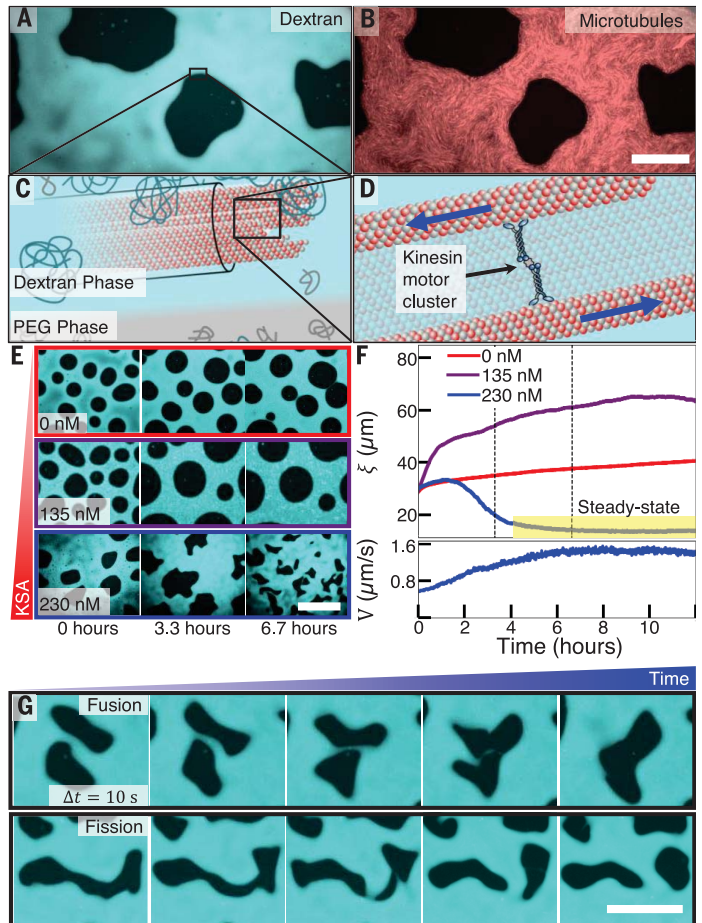 A
Dextran
B
Microtubules
C
Dextran Phase
PEG Phase
D
Kinesin
motor
cluster
E
0 nM
135 nM
230 nM
KSA
0 hours
3.3 hours
6.7 hours
F
0 nM
135 nM
230 nM
80
60
40
20
ξ (μm)
Steady-state
1.6
0.8
V (μm/s)
0
2
4
6
8
10
Time (hours)
Time
G
Fusion
Δt = 10 s
Fission